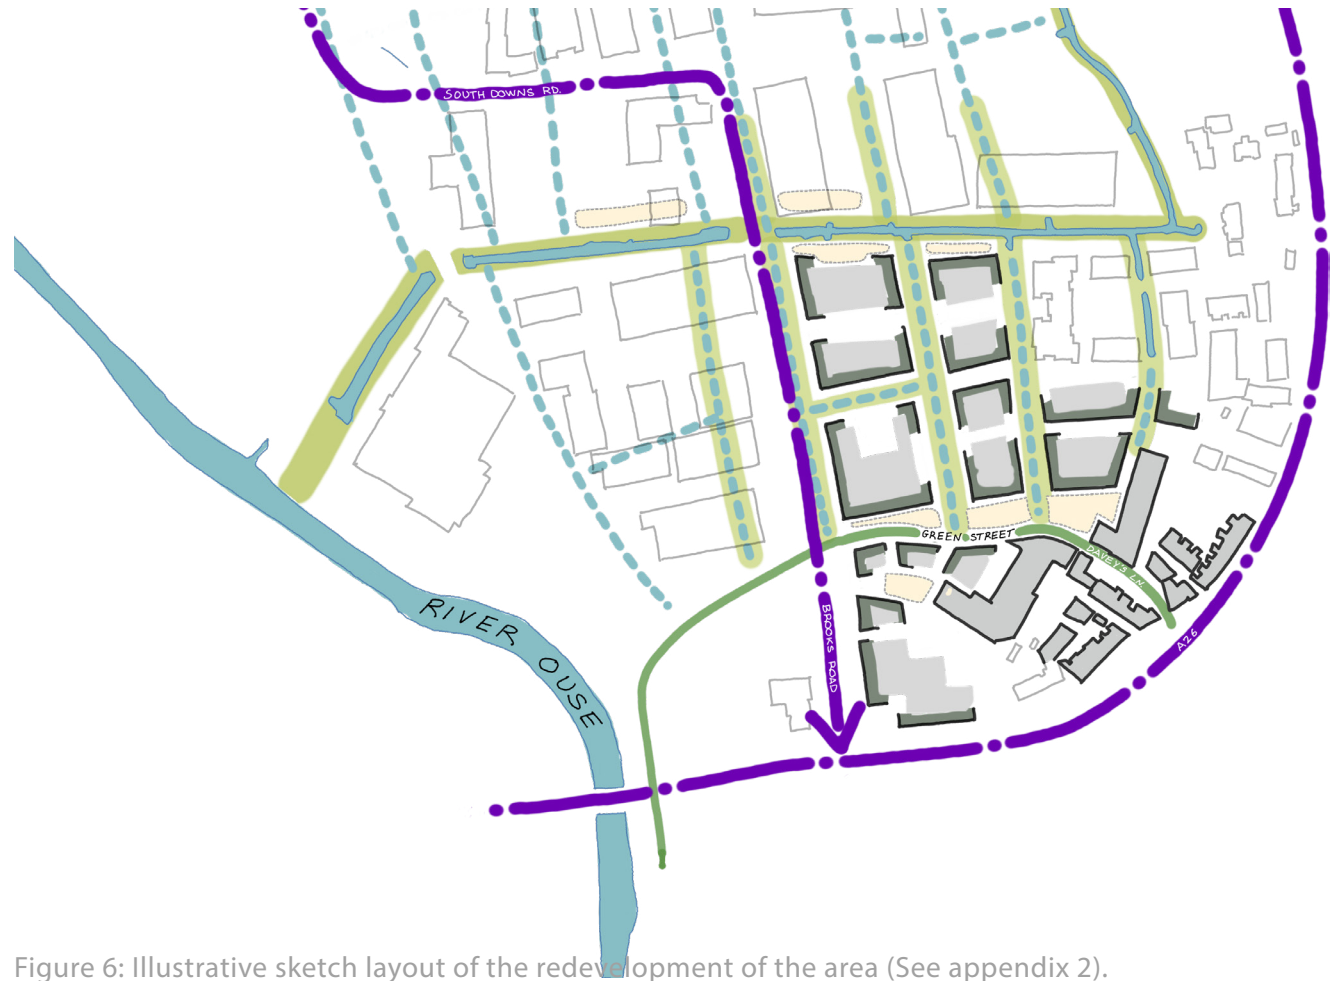 SOUTH DOWNS RD.
GREEN STREET
DAVEY'S LN
RIVER OUSE
BROOKS ROAD
A26
Figure 6: Illustrative sketch layout of the redevelopment of the area (See appendix 2).